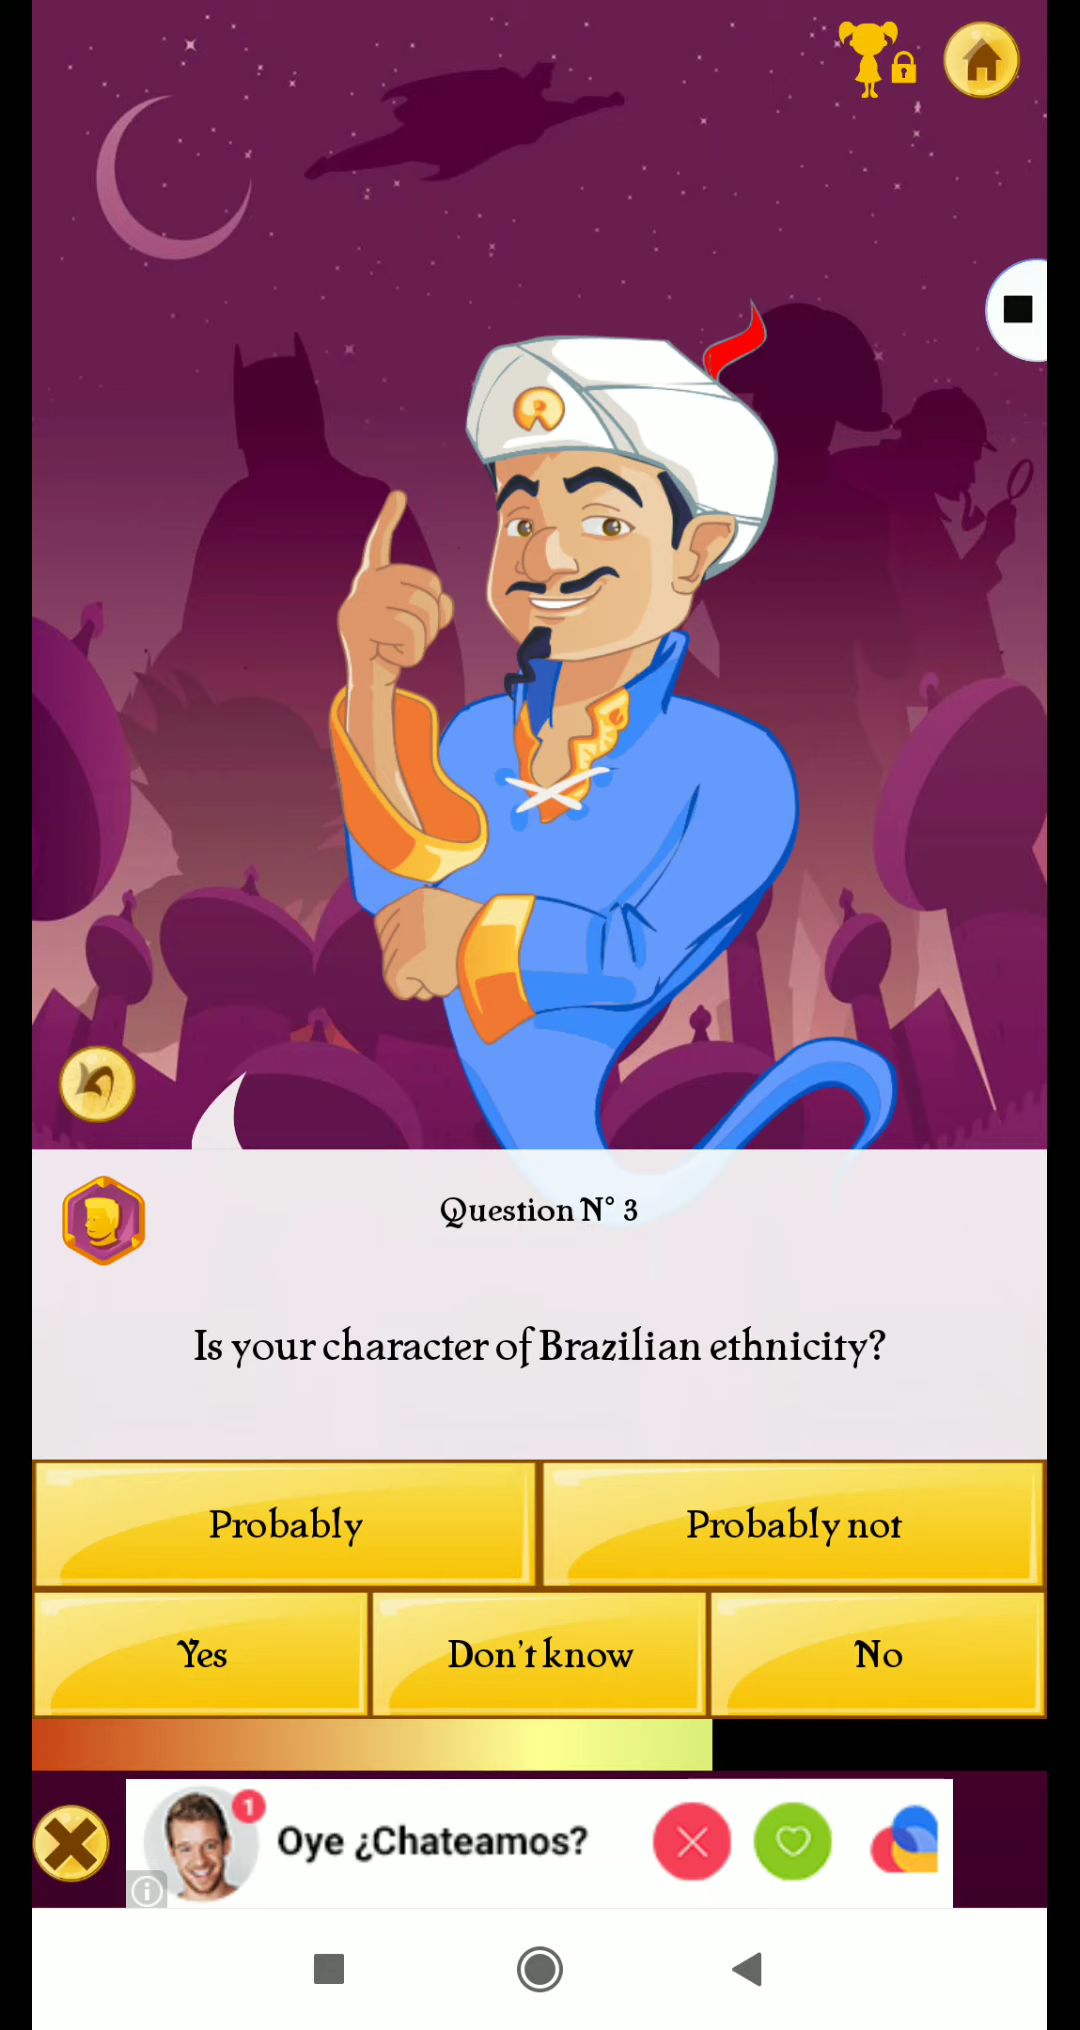 Question N° 3
Is your character of Brazilian ethnicity?
Probably
Probably not
Yes
Don't know
No
1
Oye ¿Chateamos?